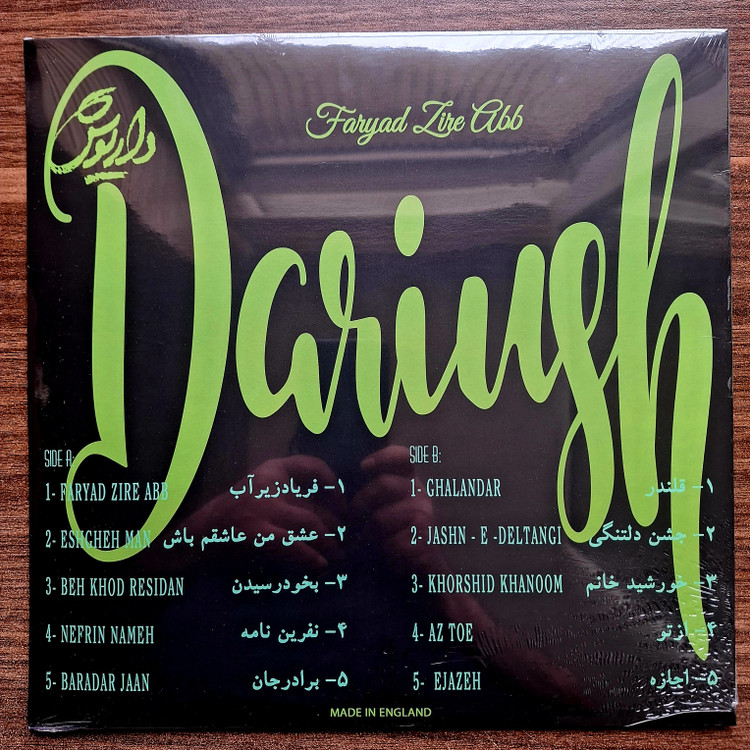 Faryad Zire Abb
داریوش
Dariush
SIDE A:
1- FARYAD ZIRE ABB ۱- فریادزیرآب
2- ESHGHEH MAN ۲- عشق من عاشقم باش
3- BEH KHOD RESIDAN ۳- بخودرسیدن
4- NEFRIN NAMEH ۴- نفرین نامه
5- BARADAR JAAN ۵- برادرجان
SIDE B:
1- GHALANDAR ۱- قلندر
2- JASHN - E -DELTANGI ۲- جشن دلتنگی
3- KHORSHID KHANOOM ۳- خورشید خانم
4- AZ TOE ۴- ازتو
5- EJAZEH ۵- اجازه
MADE IN ENGLAND